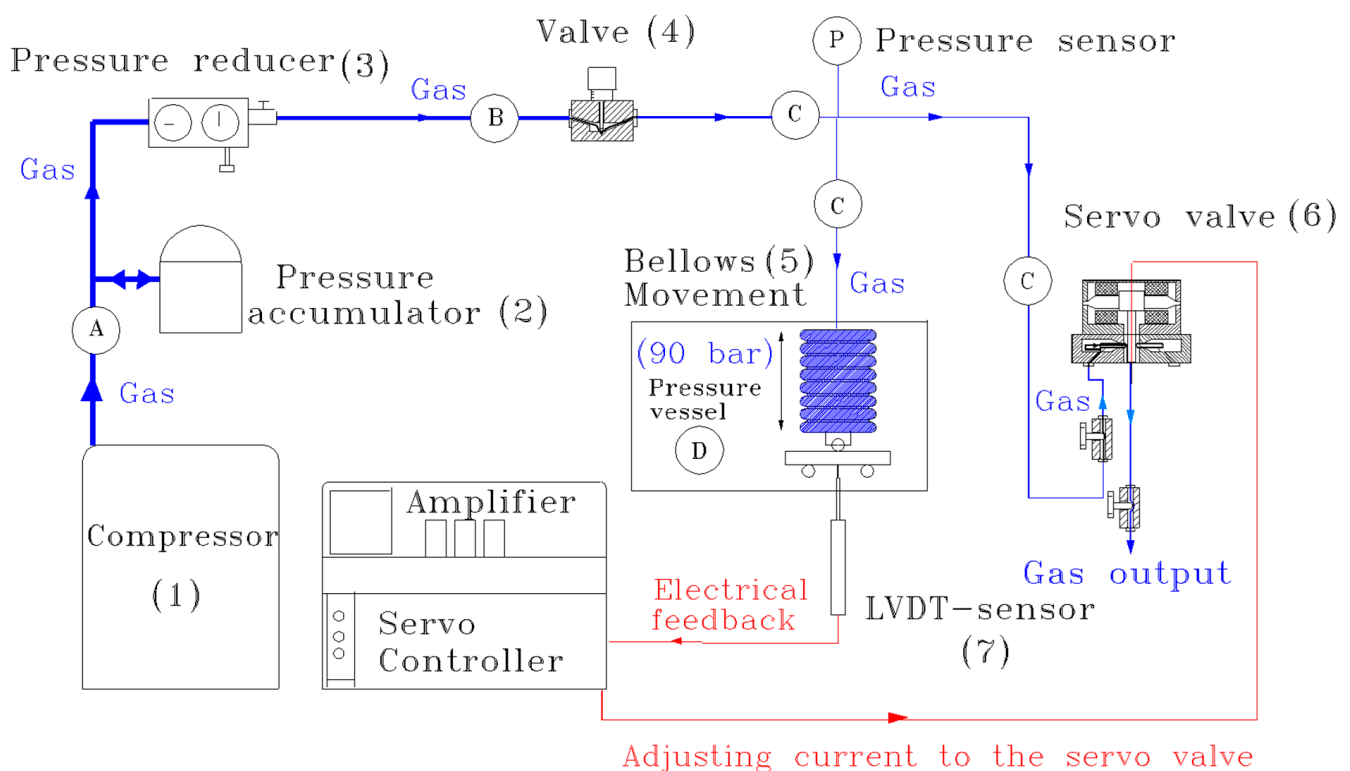 Valve (4)
P
Pressure sensor
Pressure reducer (3)
Gas
B
C
Gas
Gas
C
Servo valve (6)
Bellows (5)
Movement
Gas
C
Pressure
accumulator (2)
A
(90 bar)
Pressure
vessel
D
Gas
Gas
Amplifier
Compressor
(1)
Gas output
Electrical
feedback
LVDT-sensor
(7)
Servo
Controller
Adjusting current to the servo valve